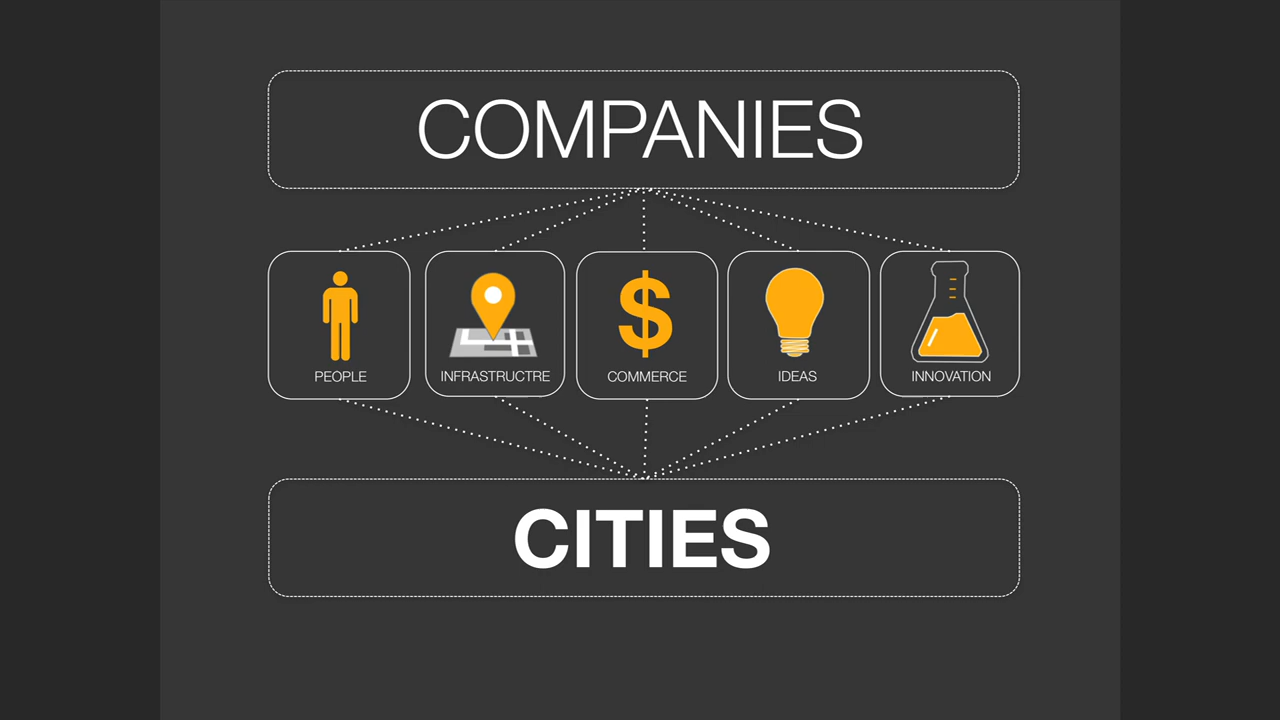 COMPANIES
PEOPLE
INFRASTRUCTRE
$
COMMERCE
IDEAS
INNOVATION
CITIES